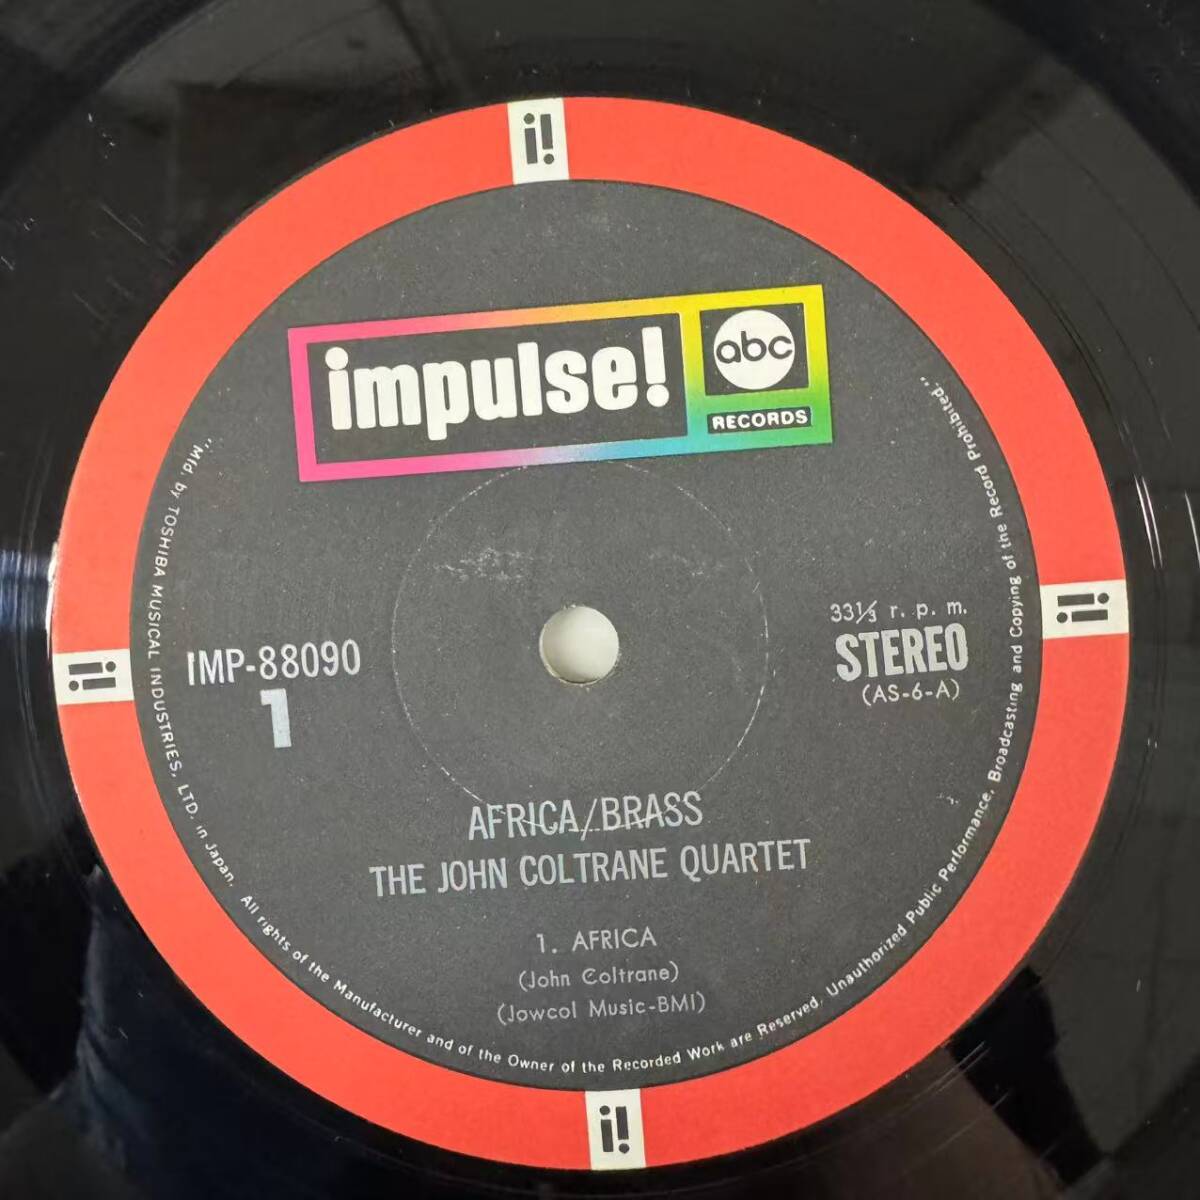 i!
impulse!
abc
RECORDS
33⅓ r. p. m.
STEREO
(AS-6-A)
IMP-88090
1
i!
i!
AFRICA/BRASS
THE JOHN COLTRANE QUARTET
1. AFRICA
(John Coltrane)
(Jowcol Music-BMI)
"Mfd. by TOSHIBA MUSICAL INDUSTRIES, LTD. in Japan. All rights of the Manufacturer and of the Owner of the Recorded Work are Reserved. Unauthorized Public Performance, Broadcasting and Copying of the Record Prohibited."
i!